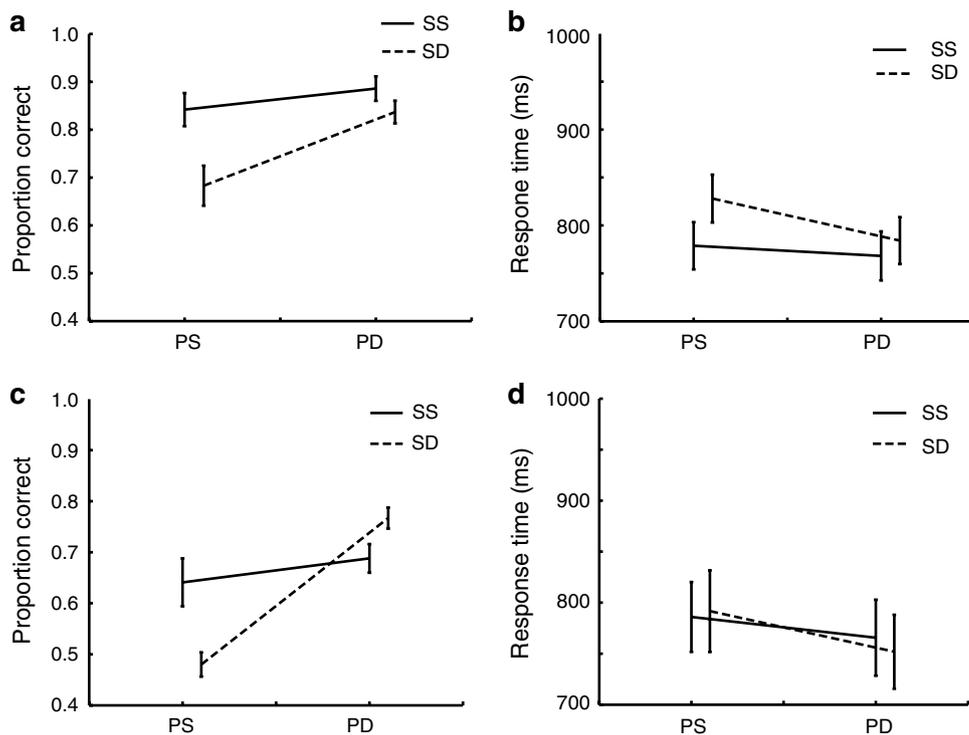 a
SS
SD
Proportion correct
1.0
0.9
0.8
0.7
0.6
0.5
0.4
PS PD
b
SS
SD
Respone time (ms)
1000
900
800
700
PS PD
c
SS
SD
Proportion correct
1.0
0.9
0.8
0.7
0.6
0.5
0.4
PS PD
d
SS
SD
Response time (ms)
1000
900
800
700
PS PD